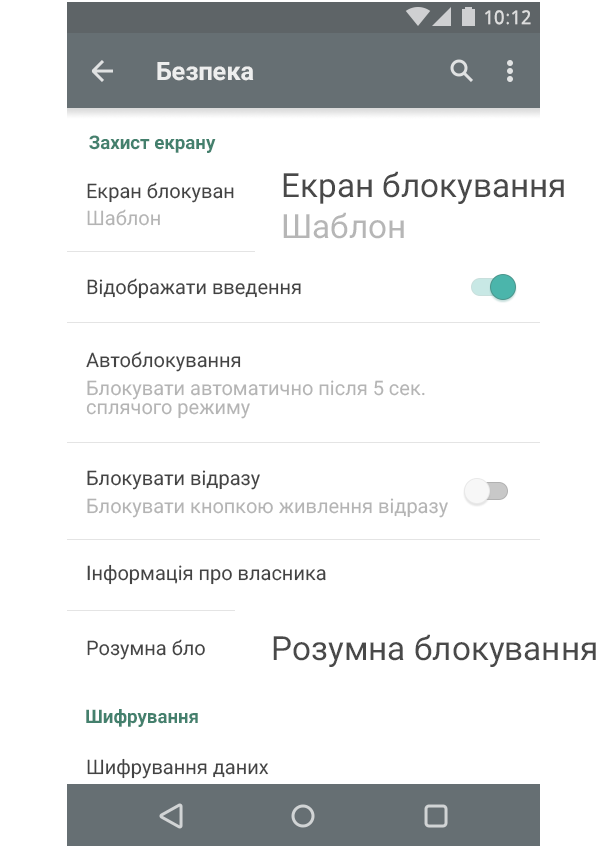 10:12
Безпека
Захист екрану
Екран блокуван
Шаблон
Екран блокування
Шаблон
Відображати введення
Автоблокування
Блокувати автоматично після 5 сек.
сплячого режиму
Блокувати відразу
Блокувати кнопкою живлення відразу
Інформація про власника
Розумна бло
Розумна блокування
Шифрування
Шифрування даних